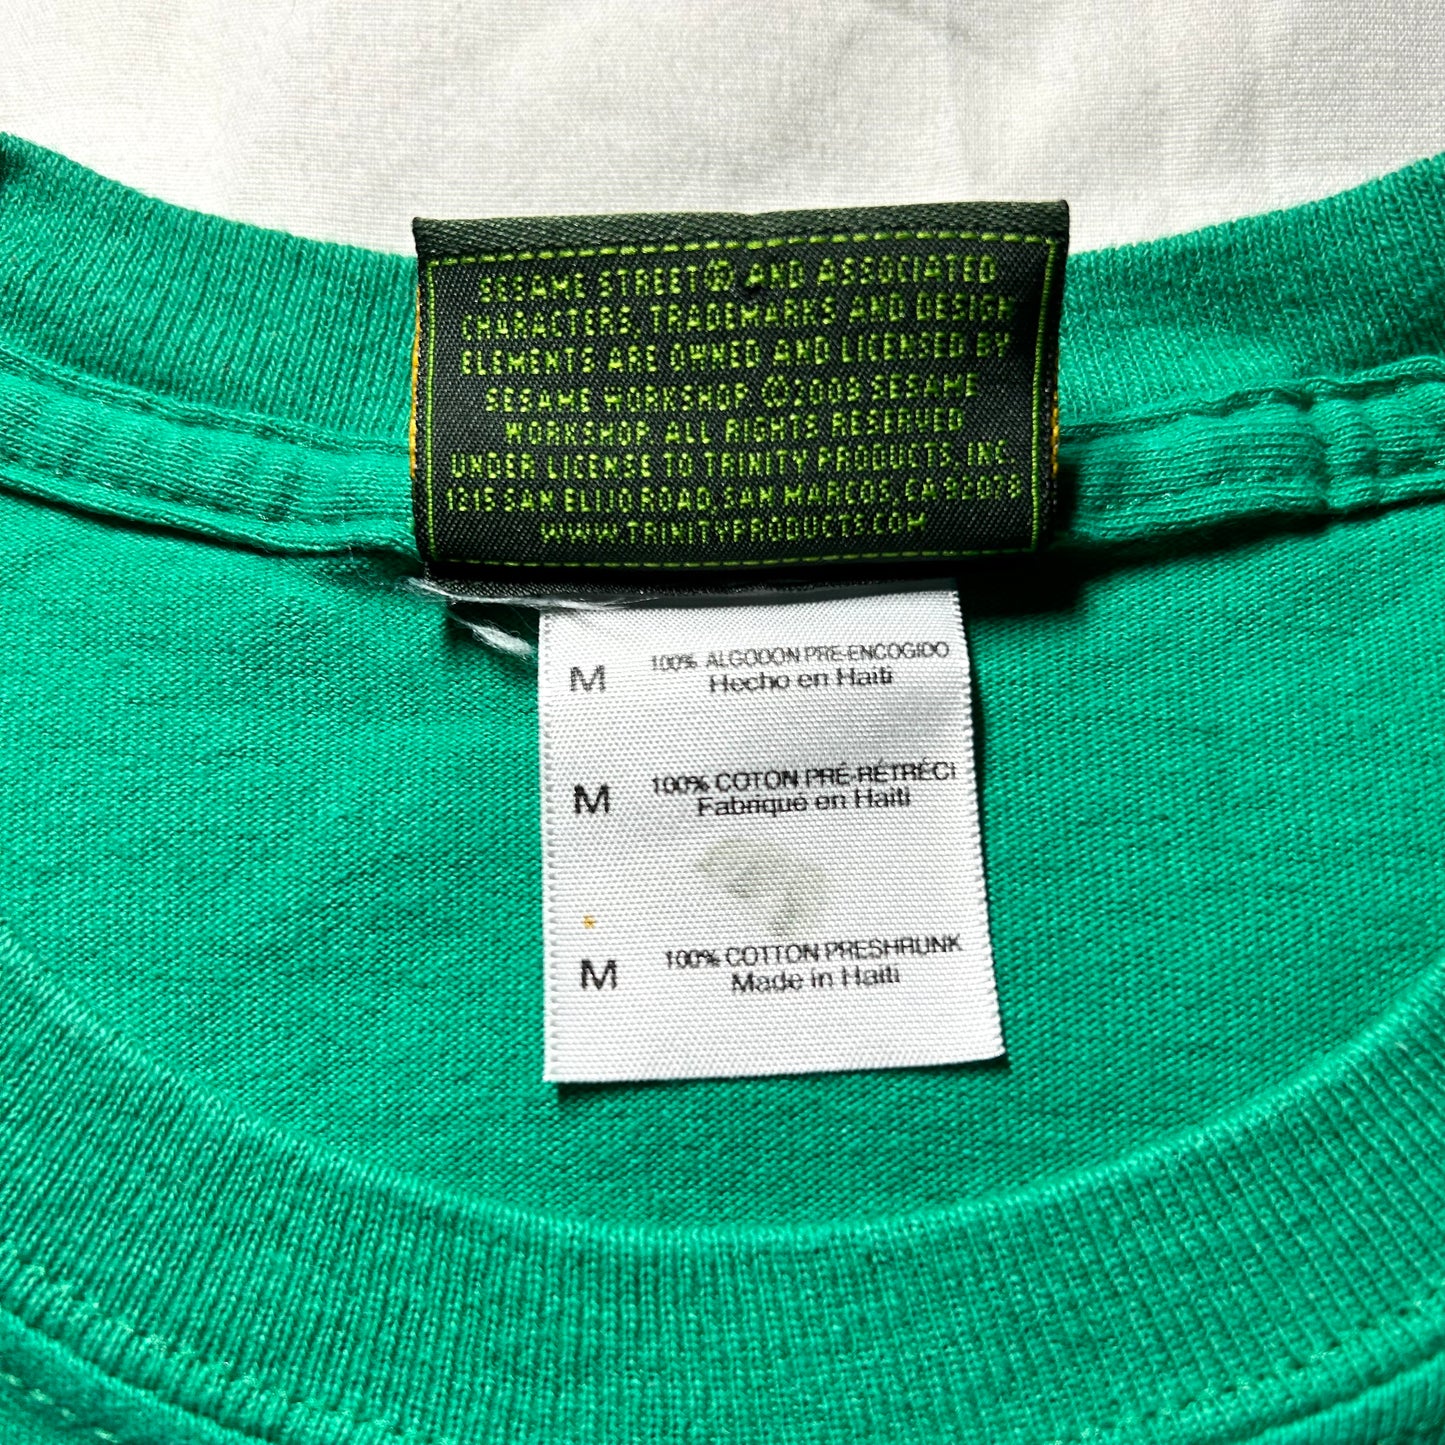 SESAME STREET® AND ASSOCIATED
CHARACTERS, TRADEMARKS AND DESIGN
ELEMENTS ARE OWNED AND LICENSED BY
SESAME WORKSHOP ©2008 SESAME
WORKSHOP ALL RIGHTS RESERVED
UNDER LICENSE TO TRINITY PRODUCTS, INC.
1215 SAN ELIJO ROAD, SAN MARCOS, CA 92078
WWW.TRINITYPRODUCTS.COM
M 100% ALGODON PRE-ENCOGIDO
Hecho en Haiti
M 100% COTON PRÉ-RÉTRÉCI
Fabriqué en Haiti
M 100% COTTON PRESHRUNK
Made in Haiti